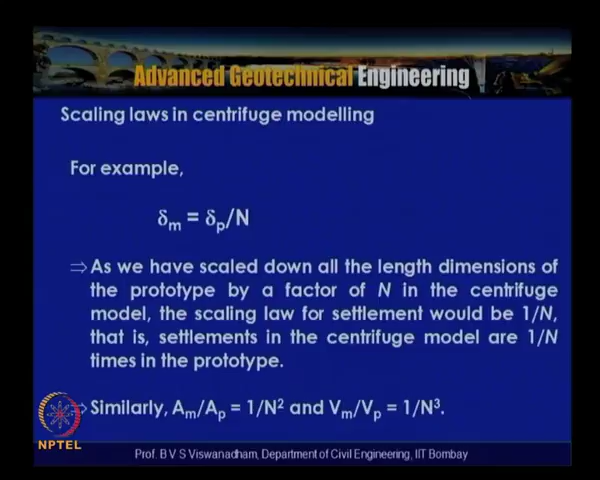 Advanced Geotechnical Engineering
Scaling laws in centrifuge modelling
For example,
δm = δp/N
⇒ As we have scaled down all the length dimensions of
the prototype by a factor of N in the centrifuge
model, the scaling law for settlement would be 1/N,
that is, settlements in the centrifuge model are 1/N
times in the prototype.
⇒ Similarly, Am/Ap = 1/N² and Vm/Vp = 1/N³.
NPTEL
Prof. B V S Viswanadham, Department of Civil Engineering, IIT Bombay